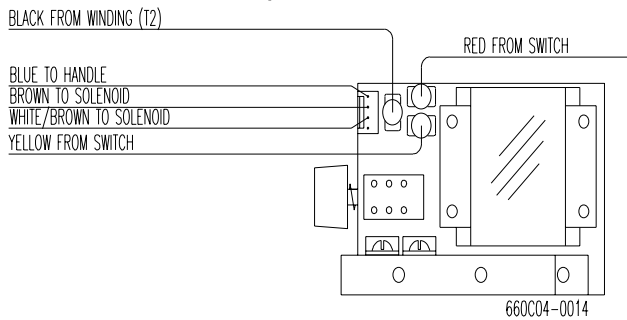 BLACK FROM WINDING (T2)
RED FROM SWITCH
BLUE TO HANDLE
BROWN TO SOLENOID
WHITE/BROWN TO SOLENOID
YELLOW FROM SWITCH
660C04-0014